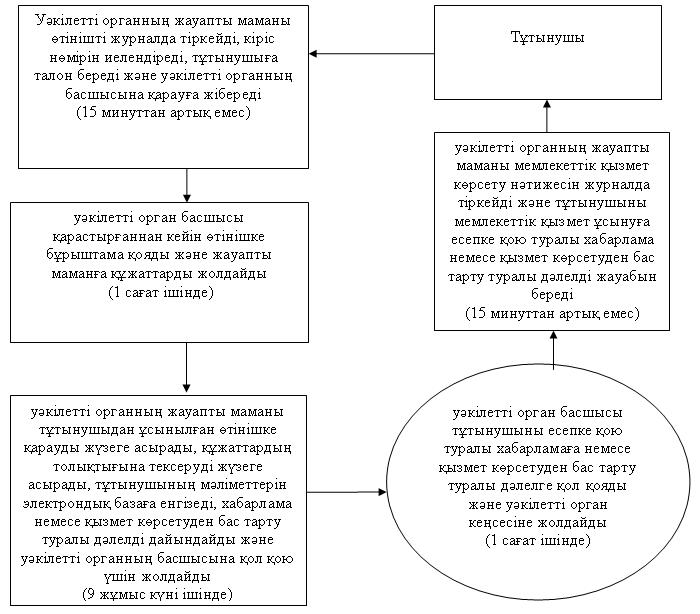 Уәкілетті органның жауапты маманы
өтінішті журналда тіркейді, кіріс
нөмірін иелендіреді, тұтынушыға
талон береді және уәкілетті органның
басшысына қарауға жібереді
(15 минуттан артық емес)
Тұтынушы
уәкілетті орган басшысы
қарастырғаннан кейін өтінішке
бұрыштама қояды және жауапты
маманға құжаттарды жолдайды
(1 сағат ішінде)
уәкілетті органның жауапты маманы
тұтынушыдан ұсынылған өтінішке
қарауды жүзеге асырады, құжаттардың
толықтығына тексеруді жүзеге
асырады, тұтынушының мәліметтерін
электрондық базаға енгізеді, хабарлама
немесе қызмет көрсетуден бас тарту
туралы дәлелді дайындайды және
уәкілетті органның басшысына қол қою
үшін жолдайды
(9 жұмыс күні ішінде)
уәкілетті орган басшысы
тұтынушыны есепке қою
туралы хабарламаға немесе
қызмет көрсетуден бас тарту
туралы дәлелге қол қояды
және уәкілетті орган
кеңсесіне жолдайды
(1 сағат ішінде)
уәкілетті органның жауапты
маманы мемлекеттік қызмет
көрсету нәтижесін журналда
тіркейді және тұтынушыны
мемлекеттік қызмет ұсынуға
есепке қою туралы хабарлама
немесе қызмет көрсетуден бас
тарту туралы дәлелді жауабын
береді
(15 минуттан артық емес)